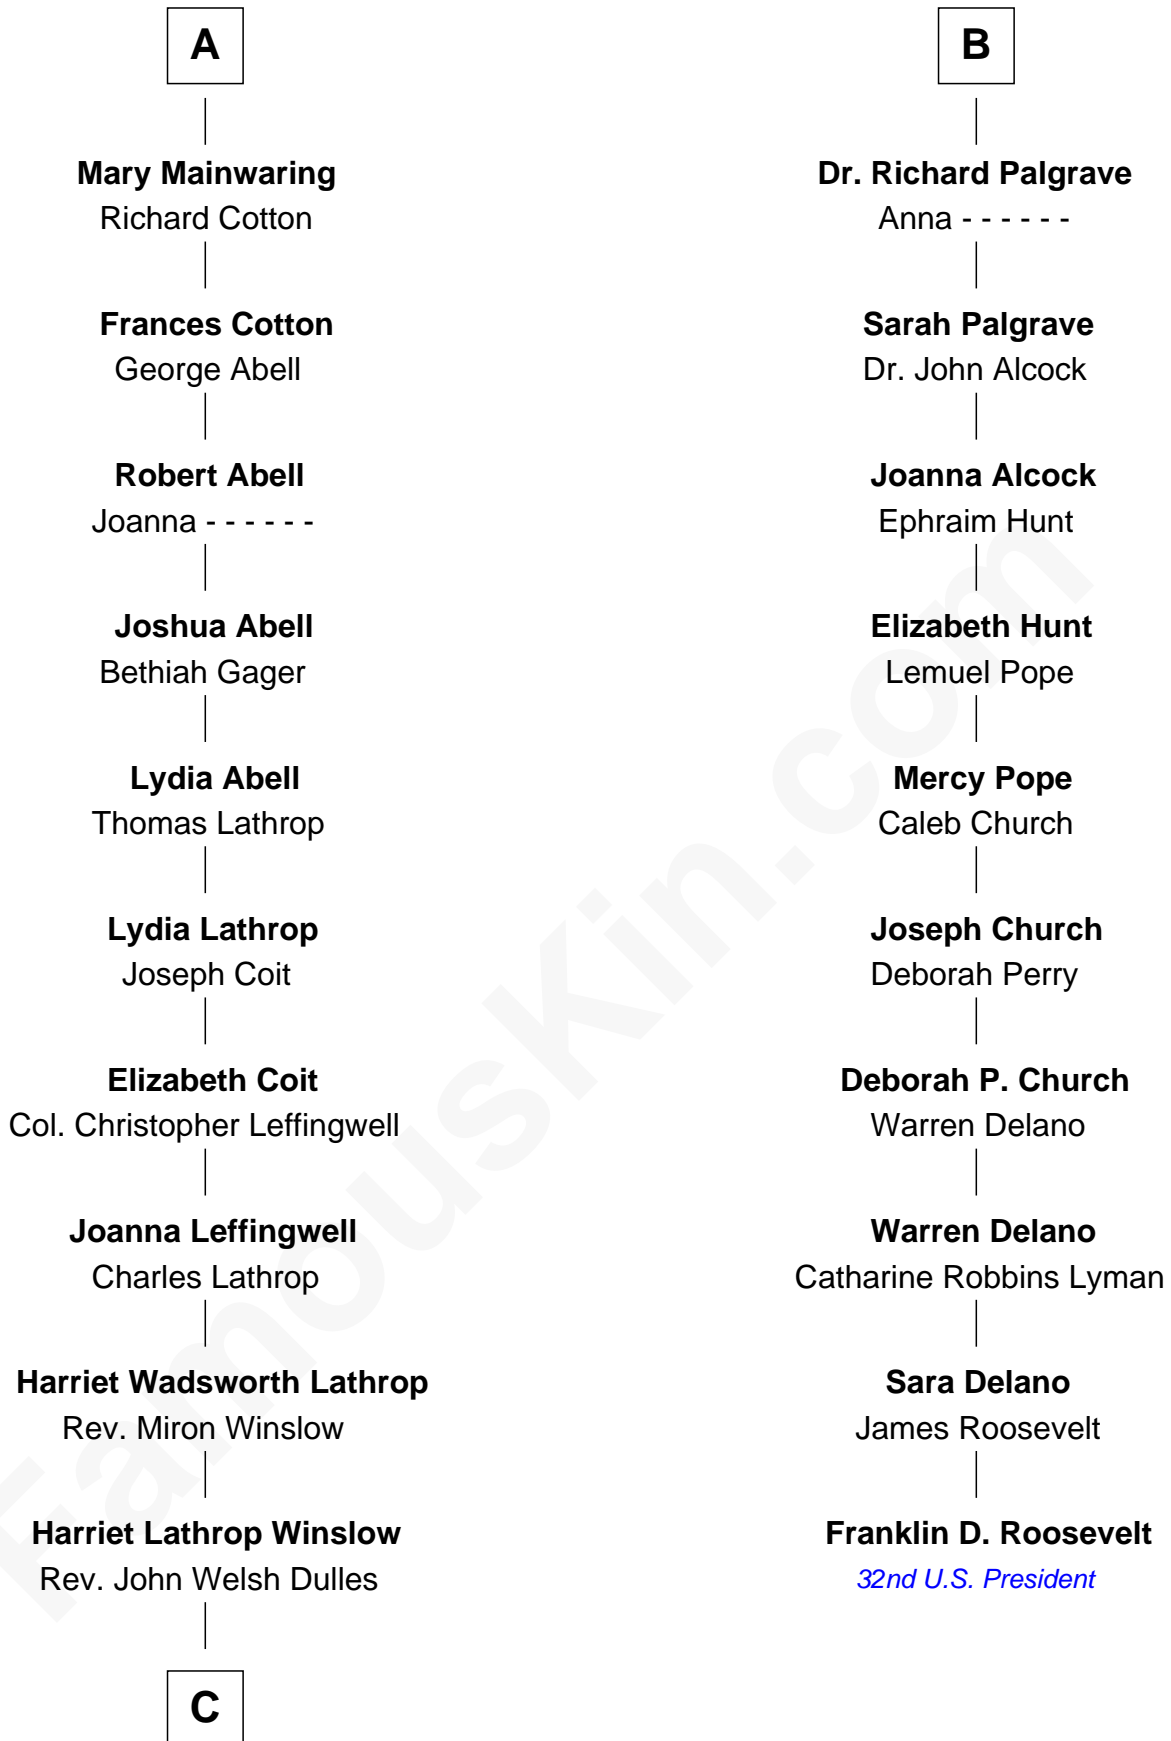 A
Mary Mainwaring
Richard Cotton
Frances Cotton
George Abell
Robert Abell
Joanna - - - - - -
Joshua Abell
Bethiah Gager
Lydia Abell
Thomas Lathrop
Lydia Lathrop
Joseph Coit
Elizabeth Coit
Col. Christopher Leffingwell
Joanna Leffingwell
Charles Lathrop
Harriet Wadsworth Lathrop
Rev. Miron Winslow
Harriet Lathrop Winslow
Rev. John Welsh Dulles
C
B
Dr. Richard Palgrave
Anna - - - - - -
Sarah Palgrave
Dr. John Alcock
Joanna Alcock
Ephraim Hunt
Elizabeth Hunt
Lemuel Pope
Mercy Pope
Caleb Church
Joseph Church
Deborah Perry
Deborah P. Church
Warren Delano
Warren Delano
Catharine Robbins Lyman
Sara Delano
James Roosevelt
Franklin D. Roosevelt
32nd U.S. President
FamousKin.com